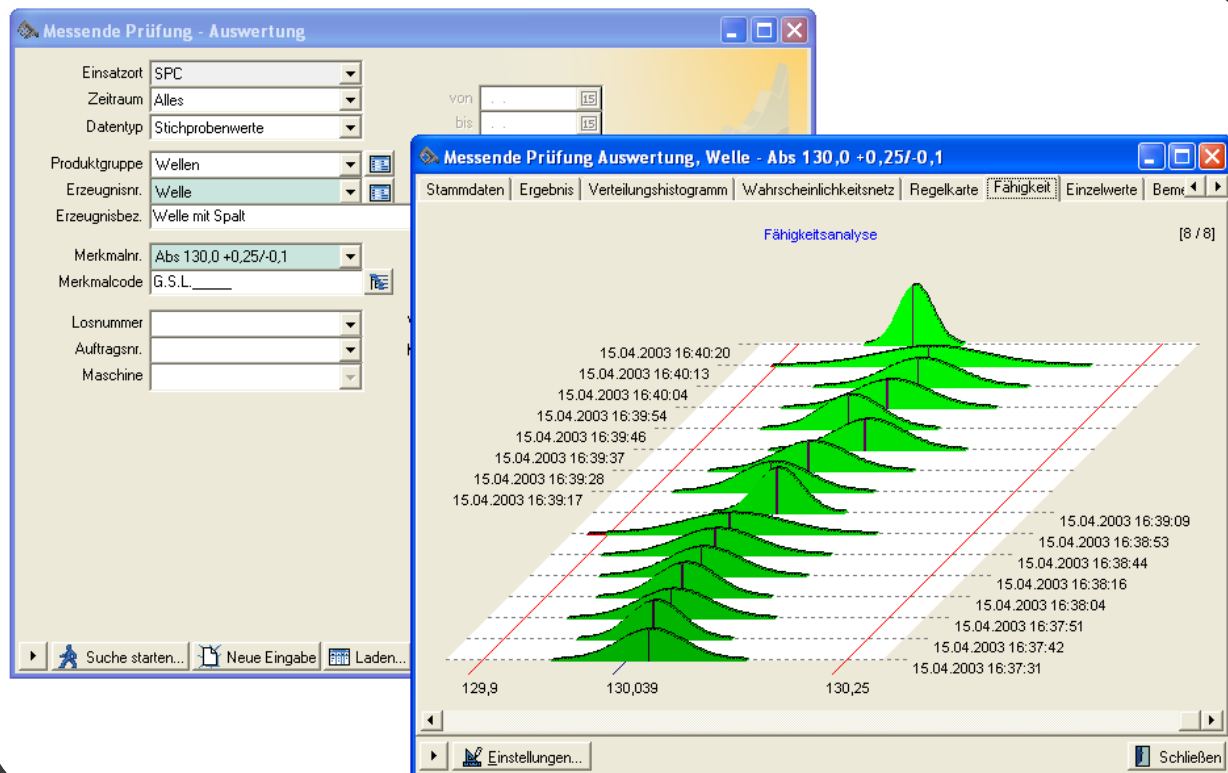 Messende Prüfung - Auswertung
Einsatzort SPC
Zeitraum Alles
von . . 15
Datentyp Stichprobenwerte
bis . . 15
Produktgruppe Wellen
Erzeugnisnr. Welle
Erzeugnisbez. Welle mit Spalt
Merkmalnr. Abs 130,0 +0,25/-0,1
Merkmalcode G.S.L._____
Losnummer
Auftragsnr.
Maschine
Suche starten... Neue Eingabe Laden...
Messende Prüfung Auswertung, Welle - Abs 130,0 +0,25/-0,1
Stammdaten Ergebnis Verteilungshistogramm Wahrscheinlichkeitsnetz Regelkarte Fähigkeit Einzelwerte
Fähigkeitsanalyse [8 / 8]
15.04.2003 16:40:20
15.04.2003 16:40:13
15.04.2003 16:40:04
15.04.2003 16:39:54
15.04.2003 16:39:46
15.04.2003 16:39:37
15.04.2003 16:39:28
15.04.2003 16:39:17
15.04.2003 16:39:09
15.04.2003 16:38:53
15.04.2003 16:38:44
15.04.2003 16:38:16
15.04.2003 16:38:04
15.04.2003 16:37:51
15.04.2003 16:37:42
15.04.2003 16:37:31
129,9 130,039 130,25
Einstellungen... Schließen